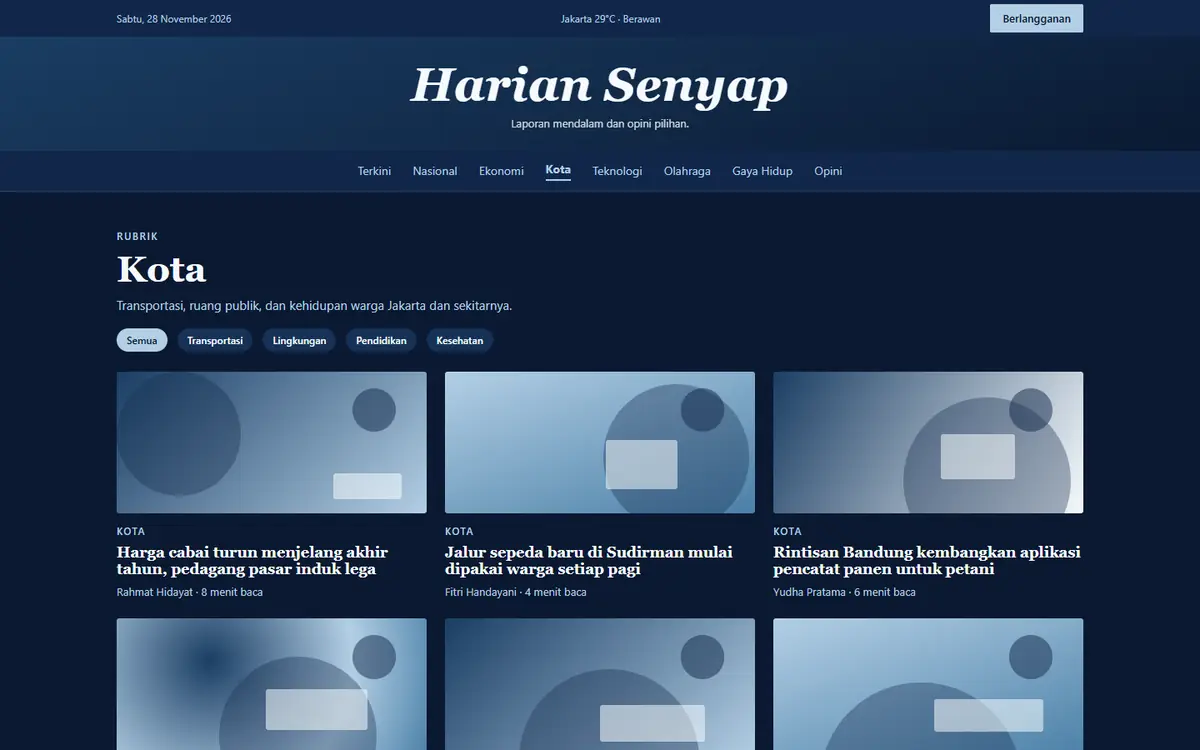 Sabtu, 28 November 2026
Jakarta 29°C · Berawan
Berlangganan
Harian Senyap
Laporan mendalam dan opini pilihan.
Terkini Nasional Ekonomi Kota Teknologi Olahraga Gaya Hidup Opini
RUBRIK
Kota
Transportasi, ruang publik, dan kehidupan warga Jakarta dan sekitarnya.
Semua Transportasi Lingkungan Pendidikan Kesehatan
KOTA
Harga cabai turun menjelang akhir
tahun, pedagang pasar induk lega
Rahmat Hidayat · 8 menit baca
KOTA
Jalur sepeda baru di Sudirman mulai
dipakai warga setiap pagi
Fitri Handayani · 4 menit baca
KOTA
Rintisan Bandung kembangkan aplikasi
pencatat panen untuk petani
Yudha Pratama · 6 menit baca